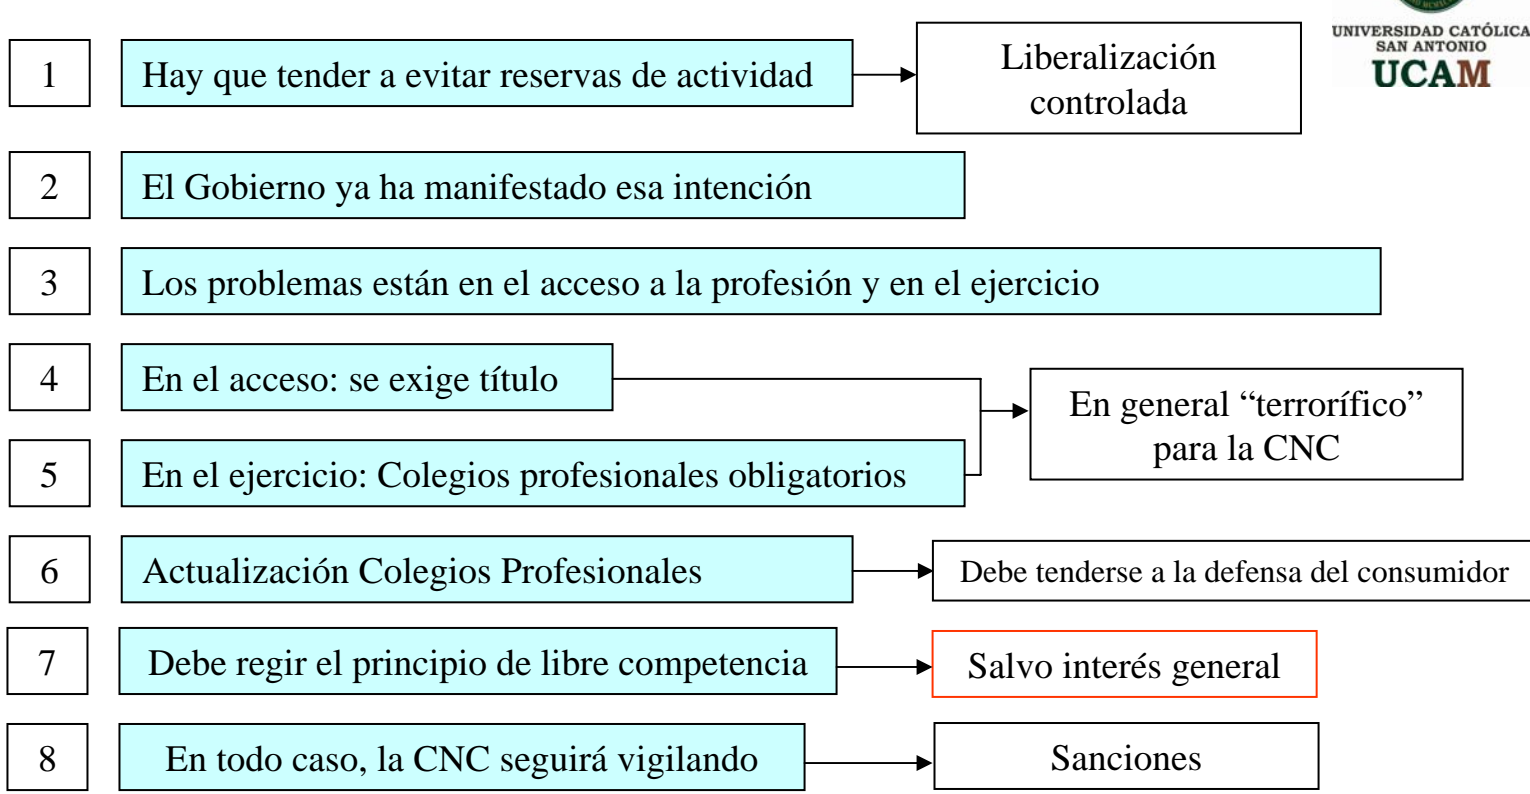 UNIVERSIDAD CATÓLICA
SAN ANTONIO
UCAM
1
Hay que tender a evitar reservas de actividad
Liberalización
controlada
2
El Gobierno ya ha manifestado esa intención
3
Los problemas están en el acceso a la profesión y en el ejercicio
4
En el acceso: se exige título
5
En el ejercicio: Colegios profesionales obligatorios
En general “terrorífico”
para la CNC
6
Actualización Colegios Profesionales
Debe tenderse a la defensa del consumidor
7
Debe regir el principio de libre competencia
Salvo interés general
8
En todo caso, la CNC seguirá vigilando
Sanciones